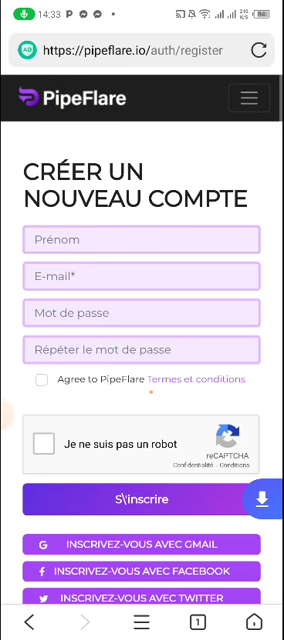 14:33
210
K/S
AD
https://pipeflare.io/auth/register
PipeFlare
CRÉER UN
NOUVEAU COMPTE
Prénom
E-mail*
Mot de passe
Répéter le mot de passe
Agree to PipeFlare Termes et conditions
Je ne suis pas un robot
reCAPTCHA
Confidentialité - Conditions
S\'inscrire
INSCRIVEZ-VOUS AVEC GMAIL
INSCRIVEZ-VOUS AVEC FACEBOOK
INSCRIVEZ-VOUS AVEC TWITTER
1